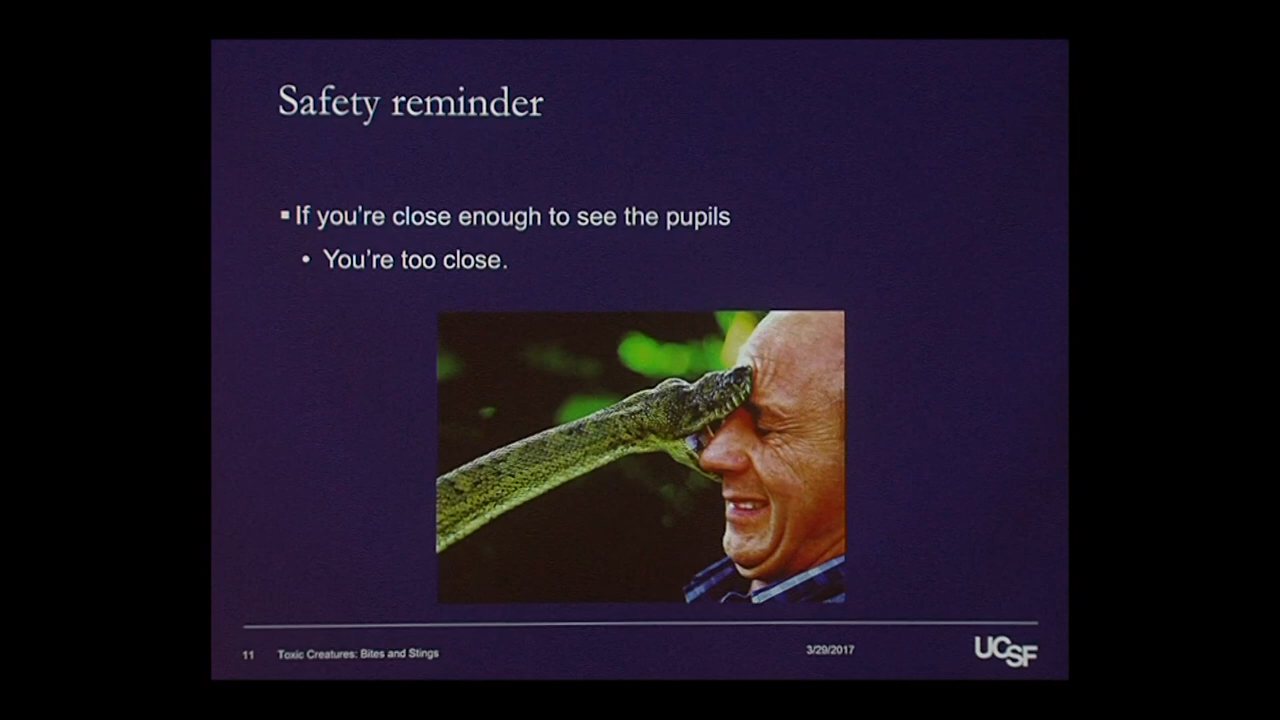 Safety reminder
▪ If you're close enough to see the pupils
• You're too close.
11 Toxic Creatures: Bites and Stings 3/29/2017 UCSF